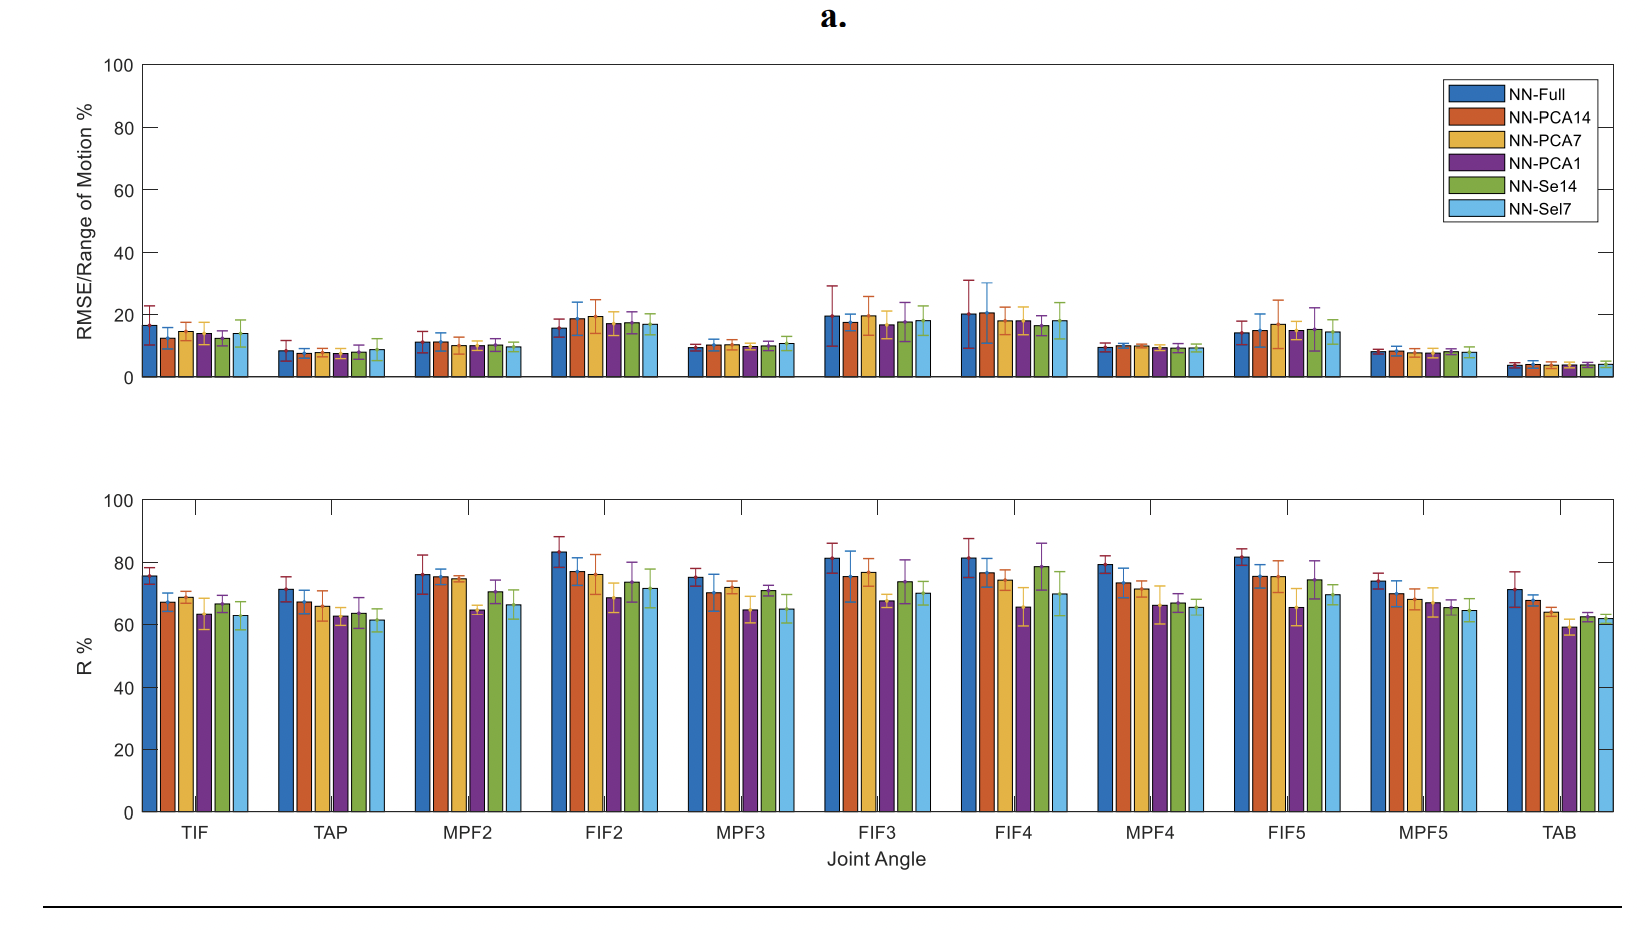 a.
RMSE/Range of Motion %
100
80
60
40
20
0
NN-Full
NN-PCA14
NN-PCA7
NN-PCA1
NN-Se14
NN-Sel7
R %
100
80
60
40
20
0
TIF TAP MPF2 FIF2 MPF3 FIF3 FIF4 MPF4 FIF5 MPF5 TAB
Joint Angle